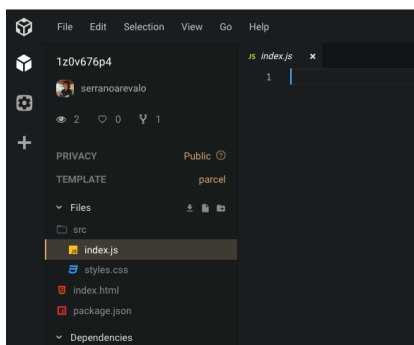 File Edit Selection View Go Help
1z0v676p4
serranoarevalo
2 0 1
PRIVACY Public
TEMPLATE parcel
Files
src
JS index.js
styles.css
index.html
package.json
Dependencies
JS index.js ×
1